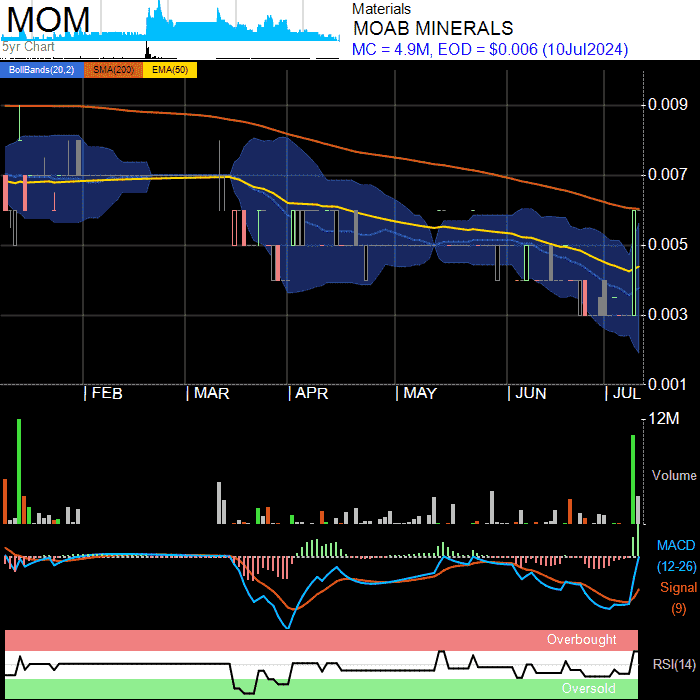 MOM
5yr Chart
Materials
MOAB MINERALS
MC = 4.9M, EOD = $0.006 (10Jul2024)
BollBands(20,2) SMA(200) EMA(50)
0.009
0.007
0.005
0.003
0.001
FEB MAR APR MAY JUN JUL
12M
Volume
MACD
(12-26)
Signal
(9)
Overbought
RSI(14)
Oversold